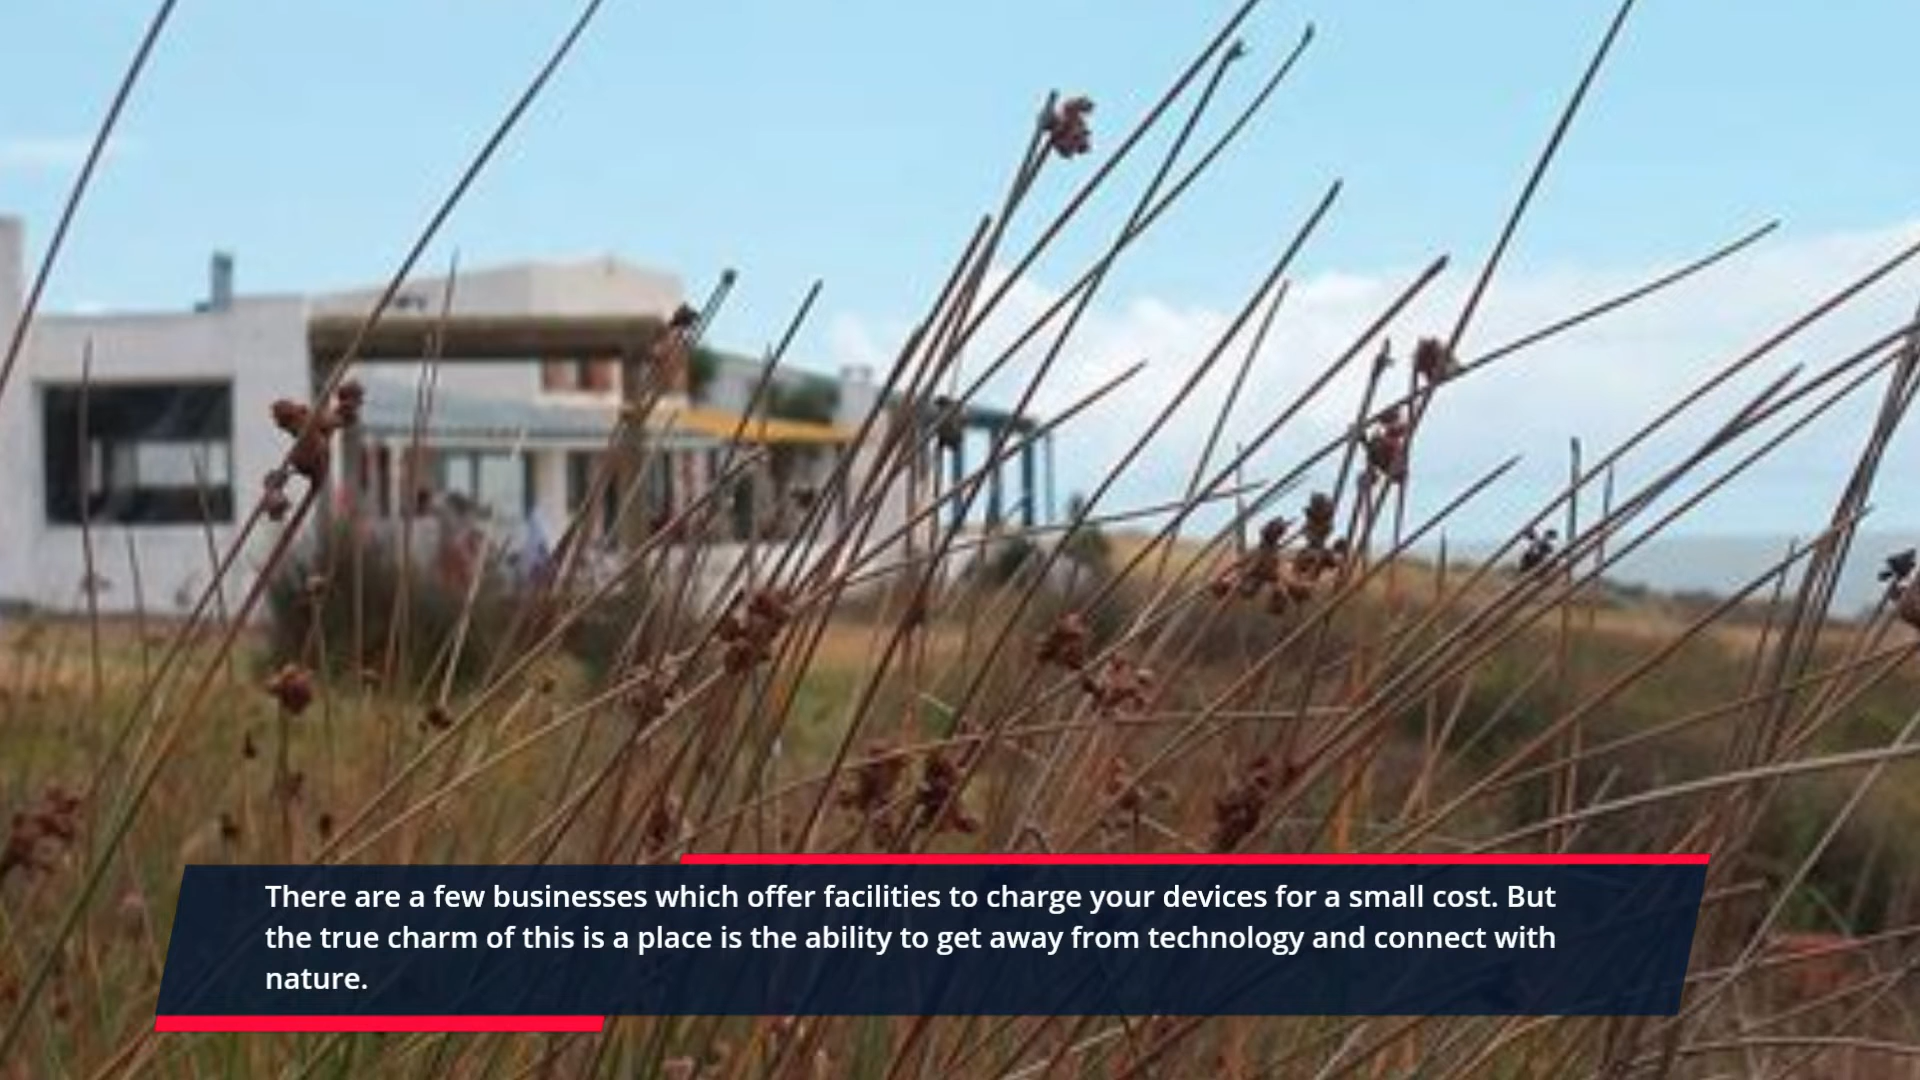 There are a few businesses which offer facilities to charge your devices for a small cost. But
the true charm of this is a place is the ability to get away from technology and connect with
nature.